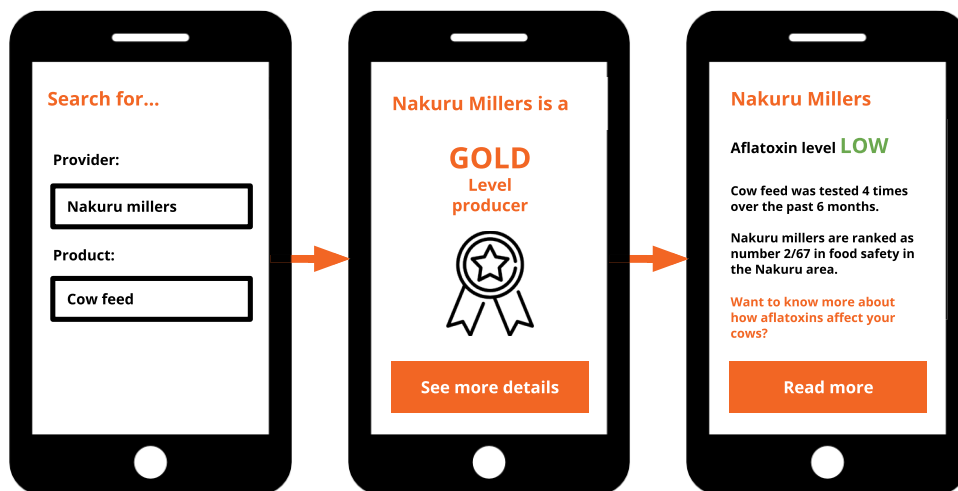 Search for...
Provider:
Nakuru millers
Product:
Cow feed
Nakuru Millers is a
GOLD
Level
producer
See more details
Nakuru Millers
Aflatoxin level LOW
Cow feed was tested 4 times
over the past 6 months.
Nakuru millers are ranked as
number 2/67 in food safety in
the Nakuru area.
Want to know more about
how aflatoxins affect your
cows?
Read more